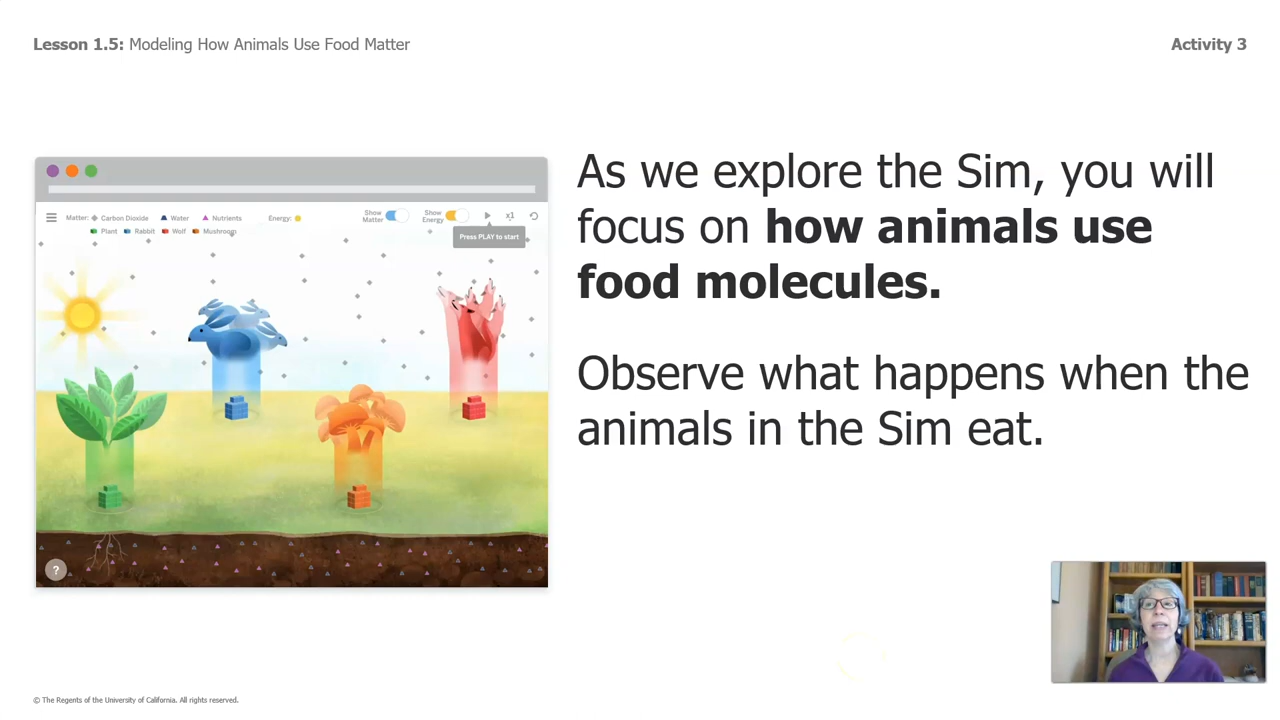 Lesson 1.5: Modeling How Animals Use Food Matter
Activity 3
As we explore the Sim, you will
focus on how animals use
food molecules.
Observe what happens when the
animals in the Sim eat.
Matter: Carbon Dioxide Water Nutrients Energy:
Plant Rabbit Wolf Mushroom
Show Matter
Show Energy
x1
Press PLAY to start
?
© The Regents of the University of California. All rights reserved.